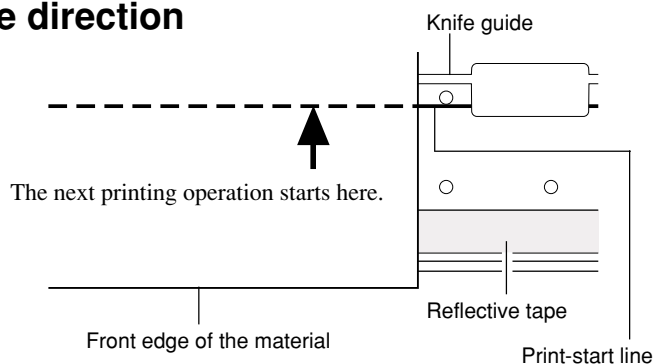 e direction
Knife guide
The next printing operation starts here.
Reflective tape
Front edge of the material
Print-start line